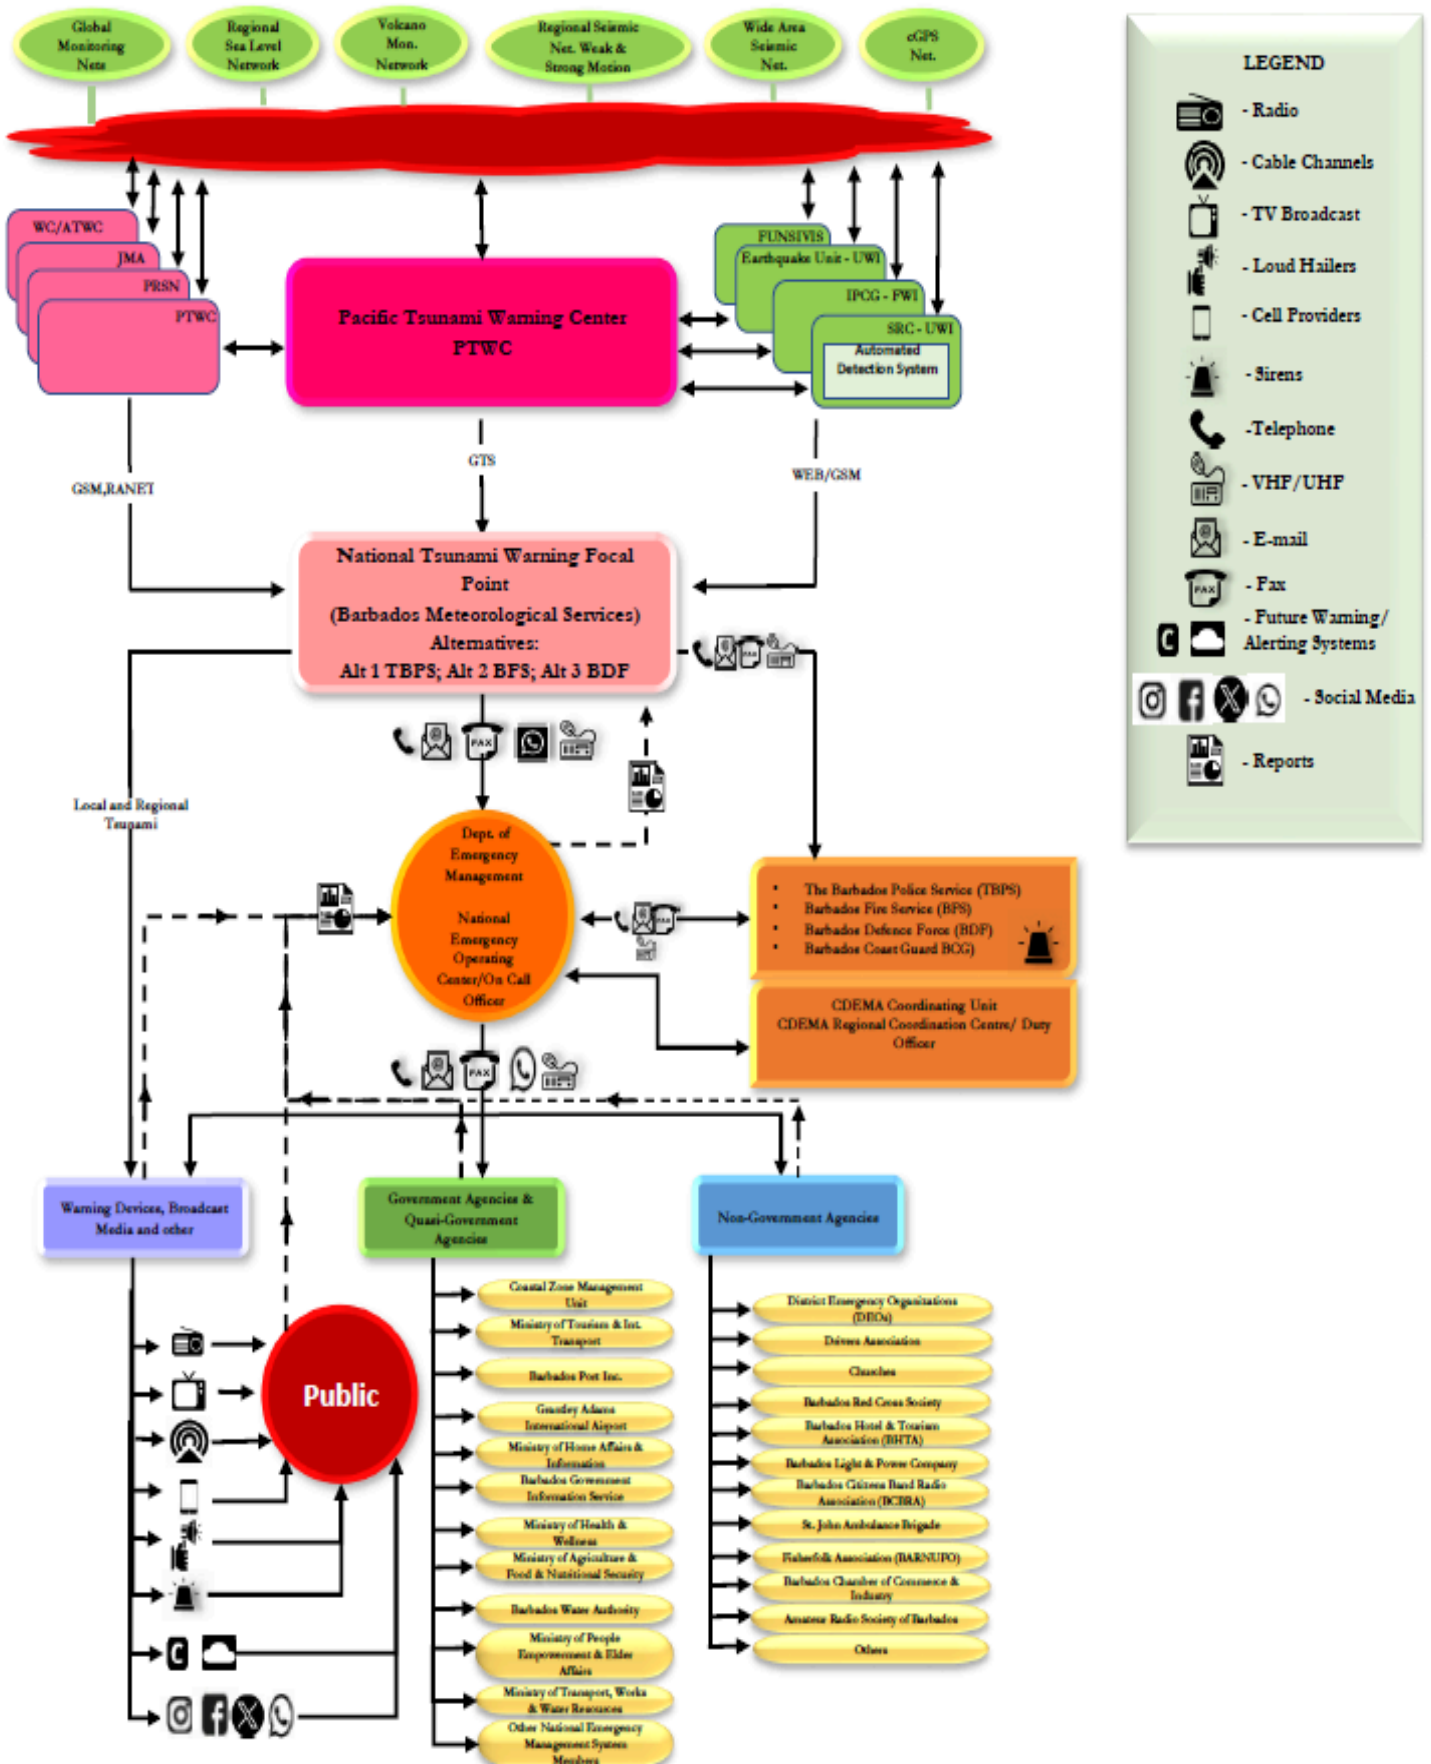 Global
Monitoring
Nets
Regional
Sea Level
Network
Volcano
Mon.
Network
Regional Seismic
Net. Weak &
Strong Motion
Wide Area
Seismic
Net.
cGPS
Net.
WC/ATWC
JMA
PRSN
PTWC
Pacific Tsunami Warning Center
PTWC
FUNSIVIS
Earthquake Unit - UWI
IPCG - FWI
SRC - UWI
Automated
Detection System
GSM,RANET
GTS
WEB/GSM
National Tsunami Warning Focal
Point
(Barbados Meteorological Services)
Alternatives:
Alt 1 TBPS; Alt 2 BFS; Alt 3 BDF
FAX
FAX
Local and Regional
Tsunami
Dept. of
Emergency
Management
National
Emergency
Operating
Center/On Call
Officer
FAX
• The Barbados Police Service (TBPS)
• Barbados Fire Service (BFS)
• Barbados Defence Force (BDF)
• Barbados Coast Guard BCG)
CDEMA Coordinating Unit
CDEMA Regional Coordination Centre/ Duty
Officer
FAX
Warning Devices, Broadcast
Media and other
Government Agencies &
Quasi-Government
Agencies
Non-Government Agencies
Public
C
Coastal Zone Management
Unit
Ministry of Tourism & Int.
Transport
Barbados Port Inc.
Grantley Adams
International Airport
Ministry of Home Affairs &
Information
Barbados Government
Information Service
Ministry of Health &
Wellness
Ministry of Agriculture &
Food & Nutritional Security
Barbados Water Authority
Ministry of People
Empowerment & Elder
Affairs
Ministry of Transport, Works
& Water Resources
Other National Emergency
Management System
Members
District Emergency Organizations
(DEOs)
Drivers Association
Churches
Barbados Red Cross Society
Barbados Hotel & Tourism
Association (BHTA)
Barbados Light & Power Company
Barbados Citizens Band Radio
Association (BCBRA)
St. John Ambulance Brigade
Fisherfolk Association (BARNUFO)
Barbados Chamber of Commerce &
Industry
Amateur Radio Society of Barbados
Others
LEGEND
- Radio
- Cable Channels
- TV Broadcast
- Loud Hailers
- Cell Providers
- Sirens
-Telephone
- VHF/UHF
- E-mail
FAX
- Fax
C
- Future Warning/
Alerting Systems
- Social Media
- Reports